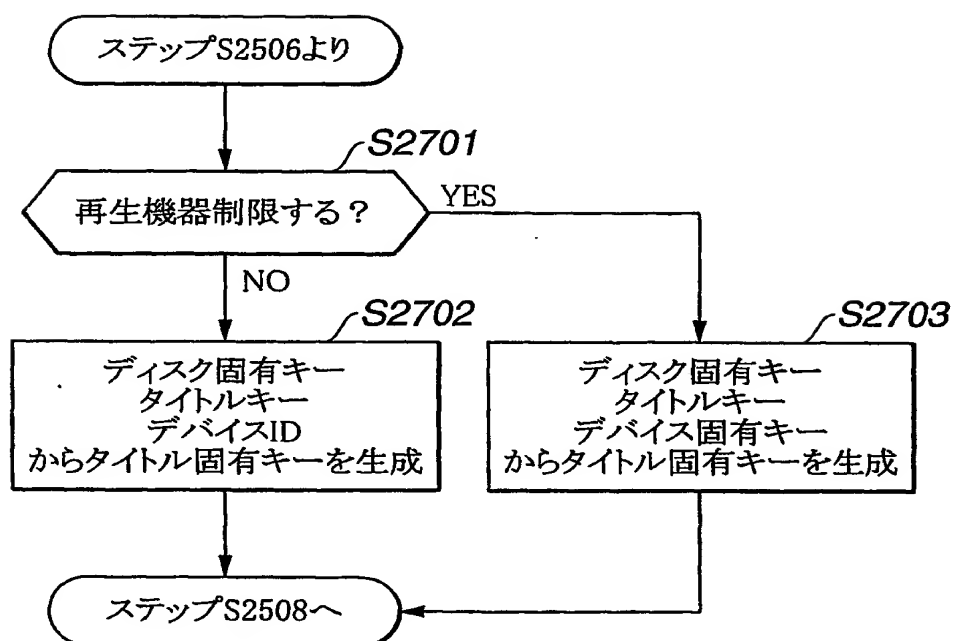 ステップS2506より
S2701
再生機器制限する？
YES
NO
S2702
ディスク固有キー
タイトルキー
デバイスID
からタイトル固有キーを生成
S2703
ディスク固有キー
タイトルキー
デバイス固有キー
からタイトル固有キーを生成
ステップS2508へ